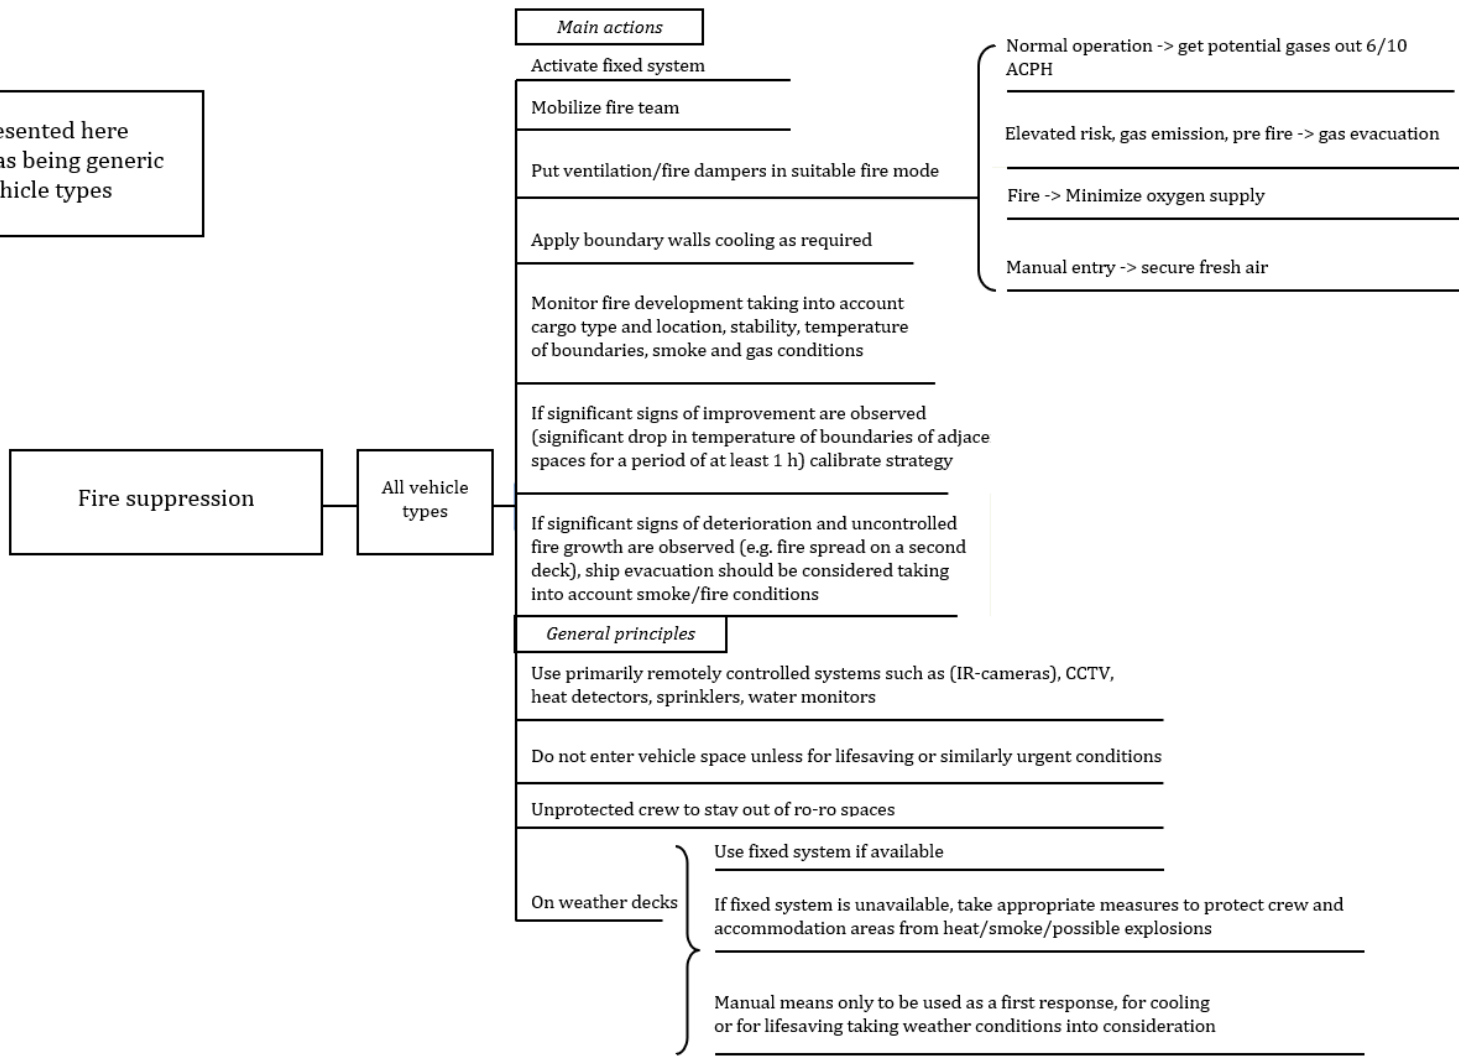 esented here
as being generic
hicle types
Fire suppression
All vehicle
types
Main actions
Activate fixed system
Mobilize fire team
Put ventilation/fire dampers in suitable fire mode
Normal operation -> get potential gases out 6/10
ACPH
Elevated risk, gas emission, pre fire -> gas evacuation
Fire -> Minimize oxygen supply
Manual entry -> secure fresh air
Apply boundary walls cooling as required
Monitor fire development taking into account
cargo type and location, stability, temperature
of boundaries, smoke and gas conditions
If significant signs of improvement are observed
(significant drop in temperature of boundaries of adjace
spaces for a period of at least 1 h) calibrate strategy
If significant signs of deterioration and uncontrolled
fire growth are observed (e.g. fire spread on a second
deck), ship evacuation should be considered taking
into account smoke/fire conditions
General principles
Use primarily remotely controlled systems such as (IR-cameras), CCTV,
heat detectors, sprinklers, water monitors
Do not enter vehicle space unless for lifesaving or similarly urgent conditions
Unprotected crew to stay out of ro-ro spaces
On weather decks
Use fixed system if available
If fixed system is unavailable, take appropriate measures to protect crew and
accommodation areas from heat/smoke/possible explosions
Manual means only to be used as a first response, for cooling
or for lifesaving taking weather conditions into consideration